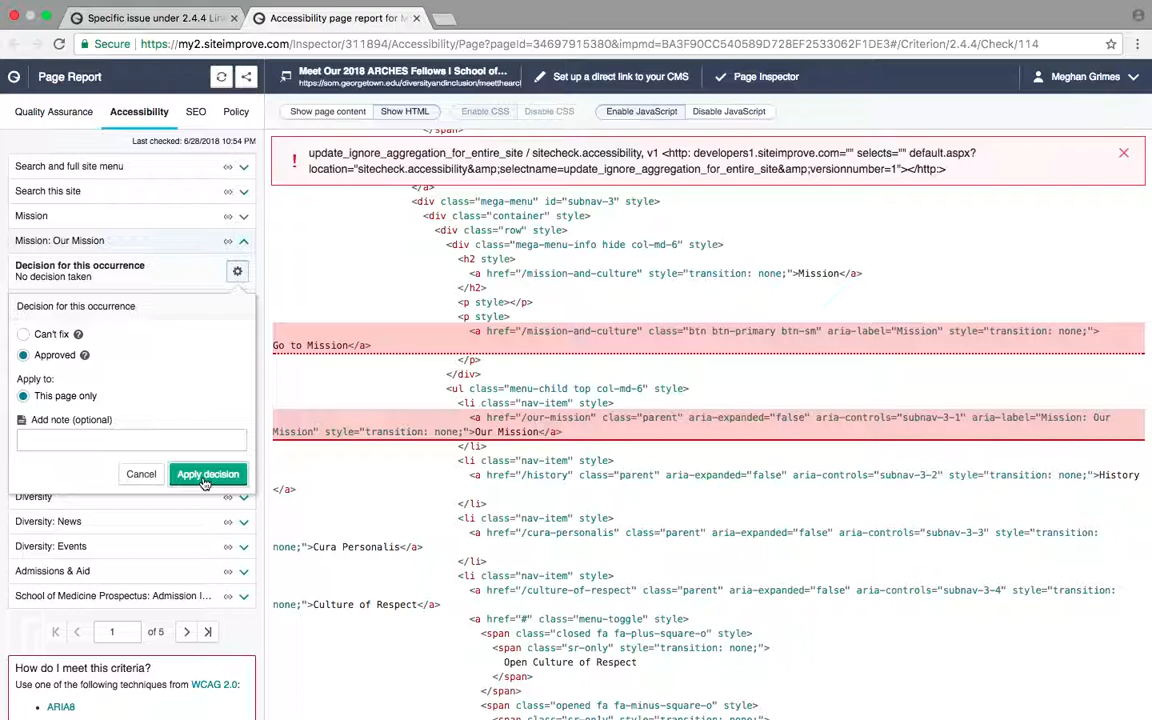 Specific issue under 2.4.4 Lin
Accessibility page report for M
Secure
https://my2.siteimprove.com/Inspector/311894/Accessibility/Page?pageId=34697915380&impmd=BA3F90CC540589D728EF2533062F1DE3#/Criterion/2.4.4/Check/114
Page Report
Meet Our 2018 ARCHES Fellows I School of...
https://som.georgetown.edu/diversityandinclusion/meetthearcl
Set up a direct link to your CMS
Page Inspector
Meghan Grimes
Quality Assurance
Accessibility
SEO
Policy
Show page content
Show HTML
Enable CSS
Disable CSS
Enable JavaScript
Disable JavaScript
Last checked: 6/28/2018 10:54 PM
Search and full site menu
Search this site
Mission
Mission: Our Mission
Decision for this occurrence
No decision taken
Decision for this occurrence
Can't fix
Approved
Apply to:
This page only
Add note (optional)
Cancel
Apply decision
Diversity
Diversity: News
Diversity: Events
Admissions & Aid
School of Medicine Prospectus: Admission I...
1
of 5
How do I meet this criteria?
Use one of the following techniques from WCAG 2.0:
ARIA8
</span>
update_ignore_aggregation_for_entire_site / sitecheck.accessibility, v1 <http: developers1.siteimprove.com="" selects="" default.aspx?
location="sitecheck.accessibility&amp;selectname=update_ignore_aggregation_for_entire_site&amp;versionnumber=1"></http:>
</a>
<div class="mega-menu" id="subnav-3" style>
<div class="container" style>
<div class="row" style>
<div class="mega-menu-info hide col-md-6" style>
<h2 style>
<a href="/mission-and-culture" style="transition: none;">Mission</a>
</h2>
<p style></p>
<p style>
<a href="/mission-and-culture" class="btn btn-primary btn-sm" aria-label="Mission" style="transition: none;">
Go to Mission</a>
</p>
</div>
<ul class="menu-child top col-md-6" style>
<li class="nav-item" style>
<a href="/our-mission" class="parent" aria-expanded="false" aria-controls="subnav-3-1" aria-label="Mission: Our
Mission" style="transition: none;">Our Mission</a>
</li>
<li class="nav-item" style>
<a href="/history" class="parent" aria-expanded="false" aria-controls="subnav-3-2" style="transition: none;">History
</a>
</li>
<li class="nav-item" style>
<a href="/cura-personalis" class="parent" aria-expanded="false" aria-controls="subnav-3-3" style="transition:
none;">Cura Personalis</a>
</li>
<li class="nav-item" style>
<a href="/culture-of-respect" class="parent" aria-expanded="false" aria-controls="subnav-3-4" style="transition:
none;">Culture of Respect</a>
<a href="#" class="menu-toggle" style>
<span class="closed fa fa-plus-square-o" style>
<span class="sr-only" style="transition: none;">
Open Culture of Respect
</span>
</span>
<span class="opened fa fa-minus-square-o" style>
<span class="sr-only" style="transition: none;">